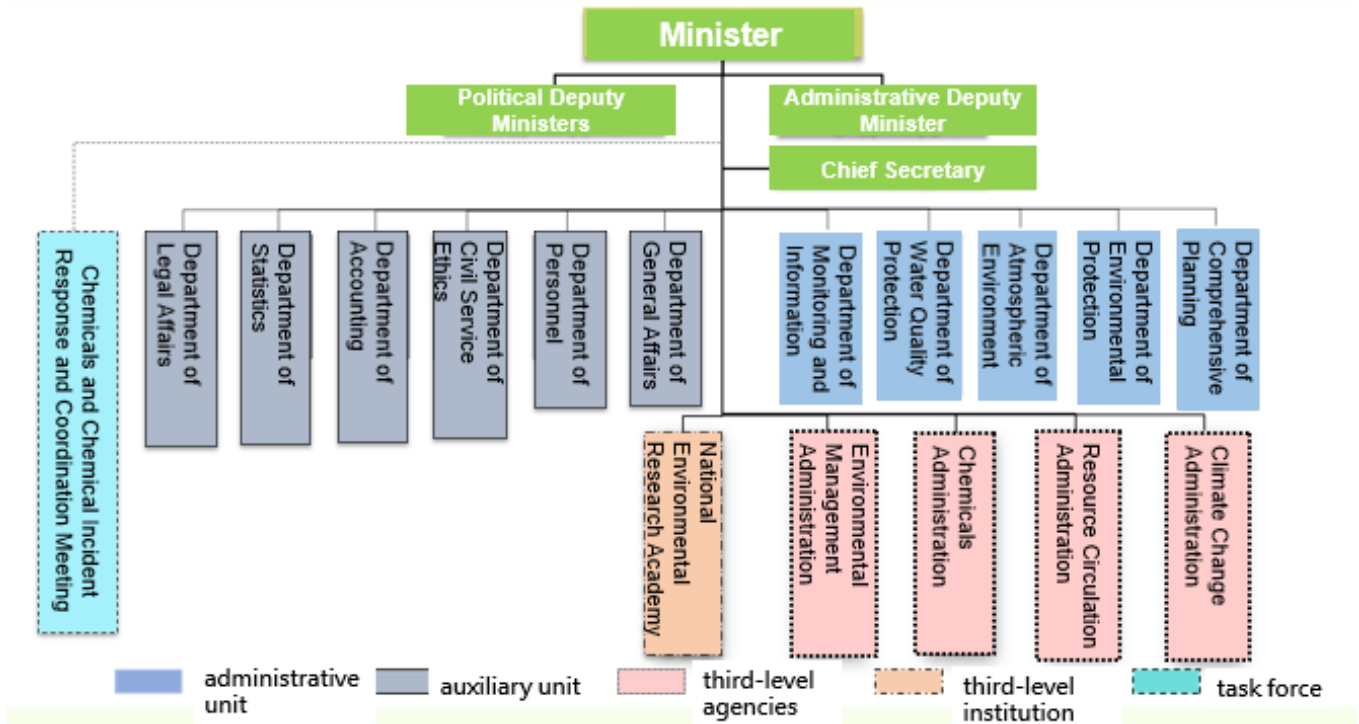 Minister
Political Deputy
Ministers
Administrative Deputy
Minister
Chief Secretary
Chemicals and Chemical Incident
Response and Coordination Meeting
Department of
Legal Affairs
Department of
Statistics
Department of
Accounting
Department of
Civil Service
Ethics
Department of
Personnel
Department of
General Affairs
Department of
Monitoring and
Information
Department of
Water Quality
Protection
Department of
Atmospheric
Environment
Department of
Environmental
Protection
Department of
Comprehensive
Planning
National
Environmental
Research Academy
Environmental
Management
Administration
Chemicals
Administration
Resource Circulation
Administration
Climate Change
Administration
administrative
unit
auxiliary unit
third-level
agencies
third-level
institution
task force